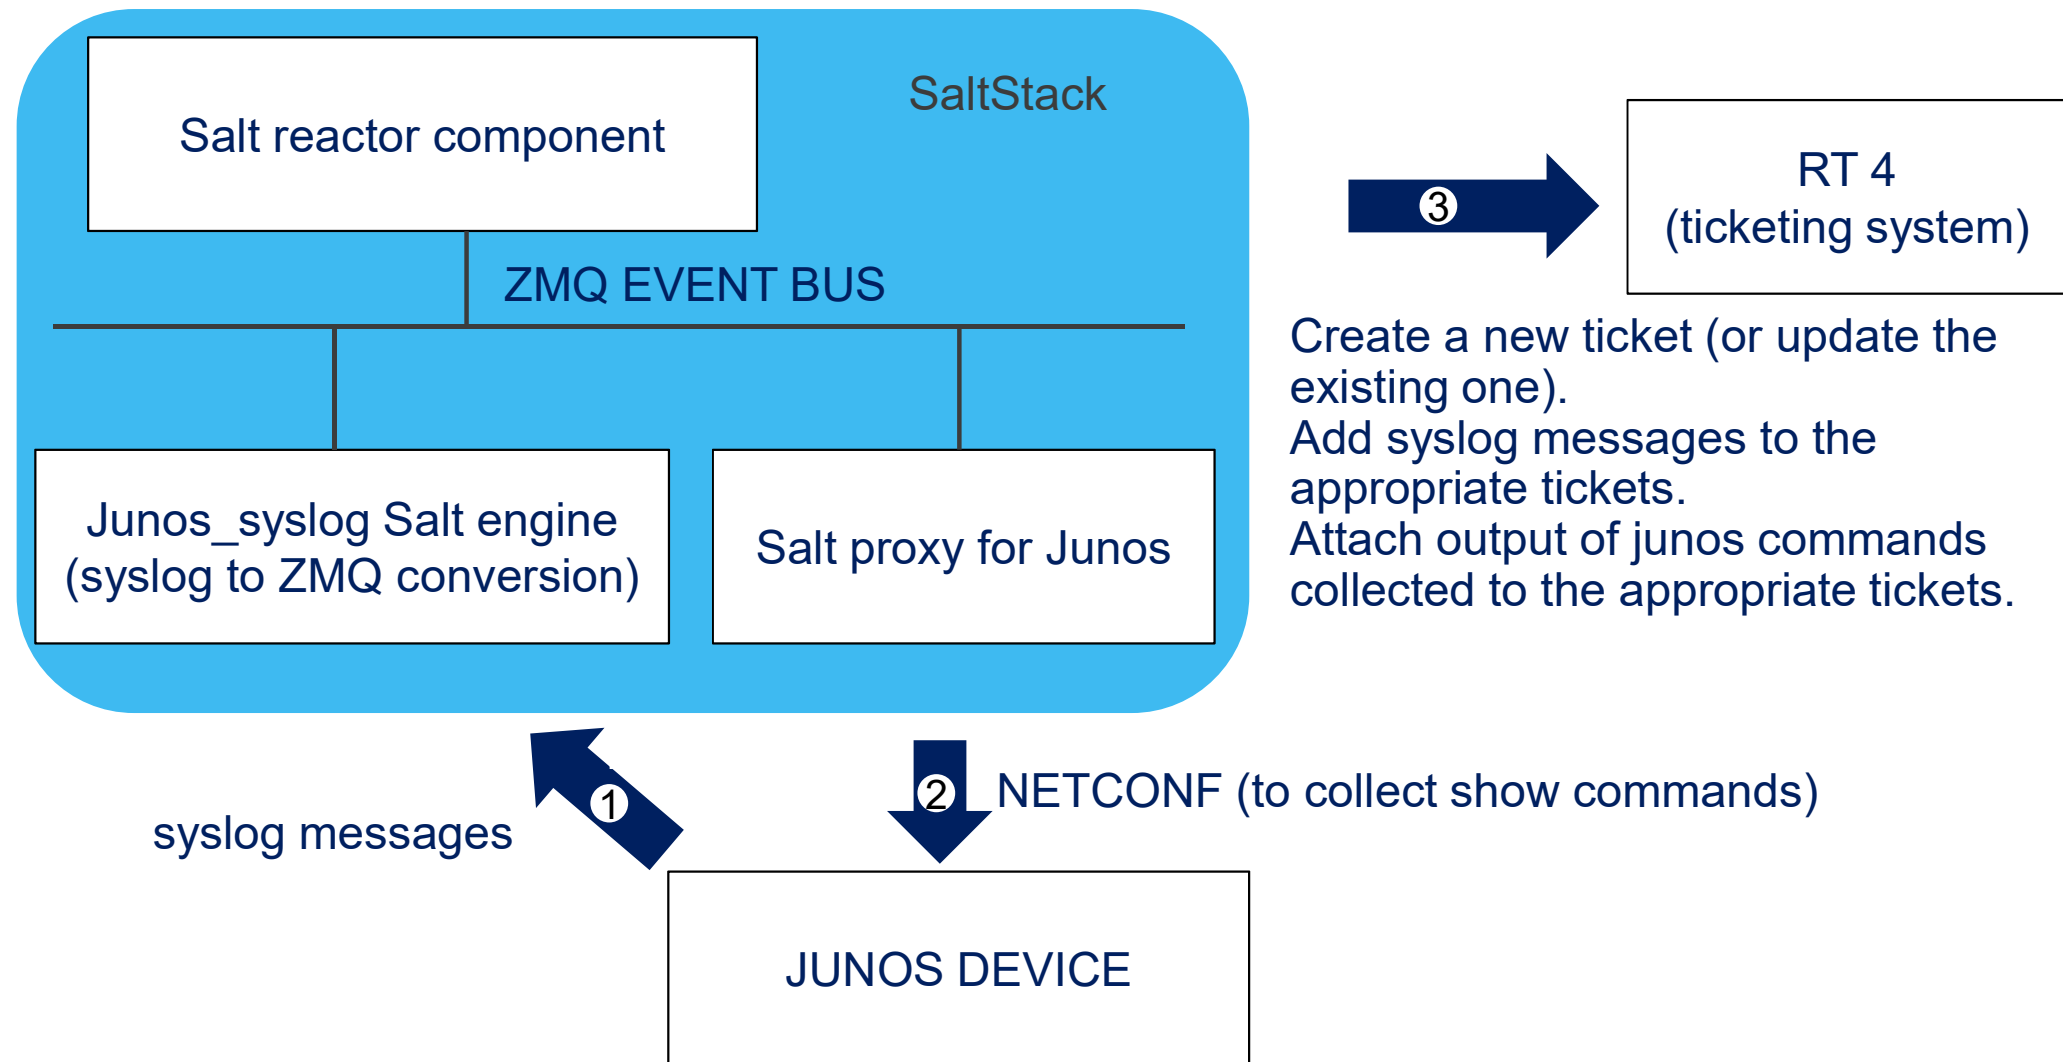 SaltStack
Salt reactor component
ZMQ EVENT BUS
Junos_syslog Salt engine
(syslog to ZMQ conversion)
Salt proxy for Junos
3
RT 4
(ticketing system)
Create a new ticket (or update the
existing one).
Add syslog messages to the
appropriate tickets.
Attach output of junos commands
collected to the appropriate tickets.
1
syslog messages
2
NETCONF (to collect show commands)
JUNOS DEVICE